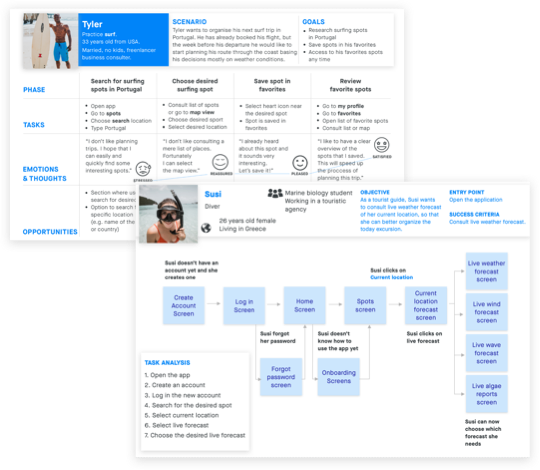 Tyler
Practice surf.
33 years old from USA.
Married, no kids, freelancer
business consulter.
SCENARIO
Tyler wants to organise his next surf trip in
Portugal. He has already booked his flight, but
the week before his departure he would like to
start planning his route through the coast basing
his decisions mostly on weather conditions.
GOALS
Research surfing spots
in Portugal
Save spots in his favorites
Access to his favorites spots
any time
PHASE
Search for surfing
spots in Portugal
Choose desired
surfing spot
Save spot in
favorites
Review
favorite spots
TASKS
Open app
Go to spots
Choose search location
Type Portugal
Consult list of spots
or go to map view
Choose desired spot
Select desired location
Select heart icon near the
desired spot
Spot is saved in
favorites
Go to my profile
Go to favorites
Open list of favorite spots
Consult list or map
EMOTIONS
& THOUGHTS
"I don't like planning
trips. I hope that I
can easily and
quickly find some
interesting spots."
STRESSED
"I don't like consulting a
mere list of places.
Fortunately
I can select
the map view."
REASSURED
"I already heard
about this spot and
it sounds very
interesting.
Let's save it!"
PLEASED
"I like to have a clear
overview of the
spots that I saved.
This will speed up
the process of
planning this trip."
SATISFIED
OPPORTUNITIES
Section where us
search for desired
Option to search f
specific location
(e.g. name of the
or country)
Susi
Diver
26 years old female
Living in Greece
Marine biology student
Working in a touristic
agency
OBJECTIVE
As a tourist guide, Susi wants
to consult live weather forecast
of her current location, so that
she can better organize the
today excursion.
ENTRY POINT
Open the application
SUCCESS CRITERIA
Consult live weather forecast.
Susi doesn't have an
account yet and she
creates one
Susi clicks on
Current location
Create
Account
Screen
Log in
Screen
Home
Screen
Spots
screen
Current
location
forecast
screen
Live weather
forecast
screen
Live wind
forecast
screen
Live wave
forecast
screen
Live algae
reports
screen
Susi forgot
her password
Susi doesn't
know how to
use the app yet
Susi clicks on
live forecast
Forgot
password
screen
Onboarding
Screens
Susi can now
choose which
forecast she
needs
TASK ANALYSIS
1. Open the app
2. Create an account
3. Log in the new account
4. Search for the desired spot
5. Select current location
6. Select live forecast
7. Choose the desired live forecast